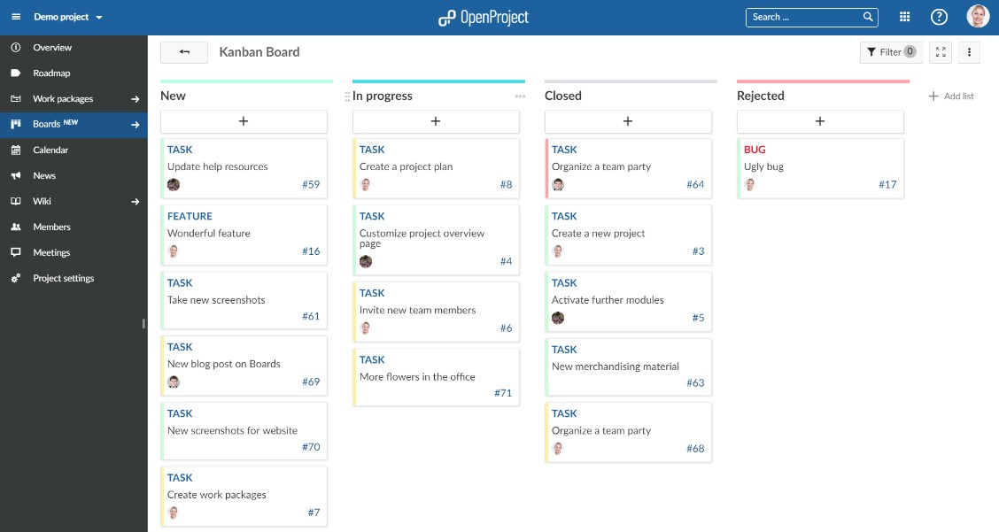 Demo project
OpenProject
Search ...
?
Overview
Roadmap
Work packages
Boards NEW
Calendar
News
Wiki
Members
Meetings
Project settings
Kanban Board
Filter 0
New
+
TASK
Update help resources
#59
FEATURE
Wonderful feature
#16
TASK
Take new screenshots
#61
TASK
New blog post on Boards
#69
TASK
New screenshots for website
#70
TASK
Create work packages
#7
In progress
+
TASK
Create a project plan
#8
TASK
Customize project overview
page
#4
TASK
Invite new team members
#6
TASK
More flowers in the office
#71
Closed
+
TASK
Organize a team party
#64
TASK
Create a new project
#3
TASK
Activate further modules
#5
TASK
New merchandising material
#63
TASK
Organize a team party
#68
Rejected
+
BUG
Ugly bug
#17
+ Add list